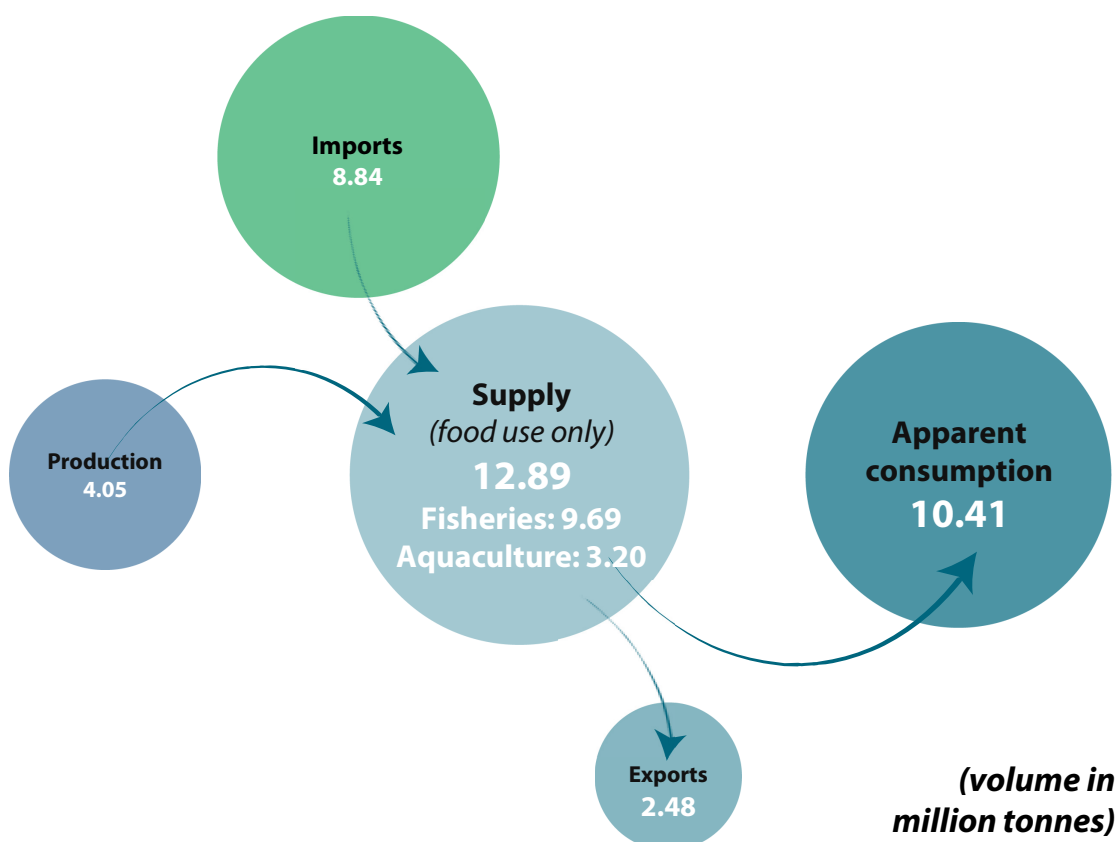 Imports
8.84
Production
4.05
Supply
(food use only)
12.89
Fisheries: 9.69
Aquaculture: 3.20
Apparent
consumption
10.41
Exports
2.48
(volume in
million tonnes)